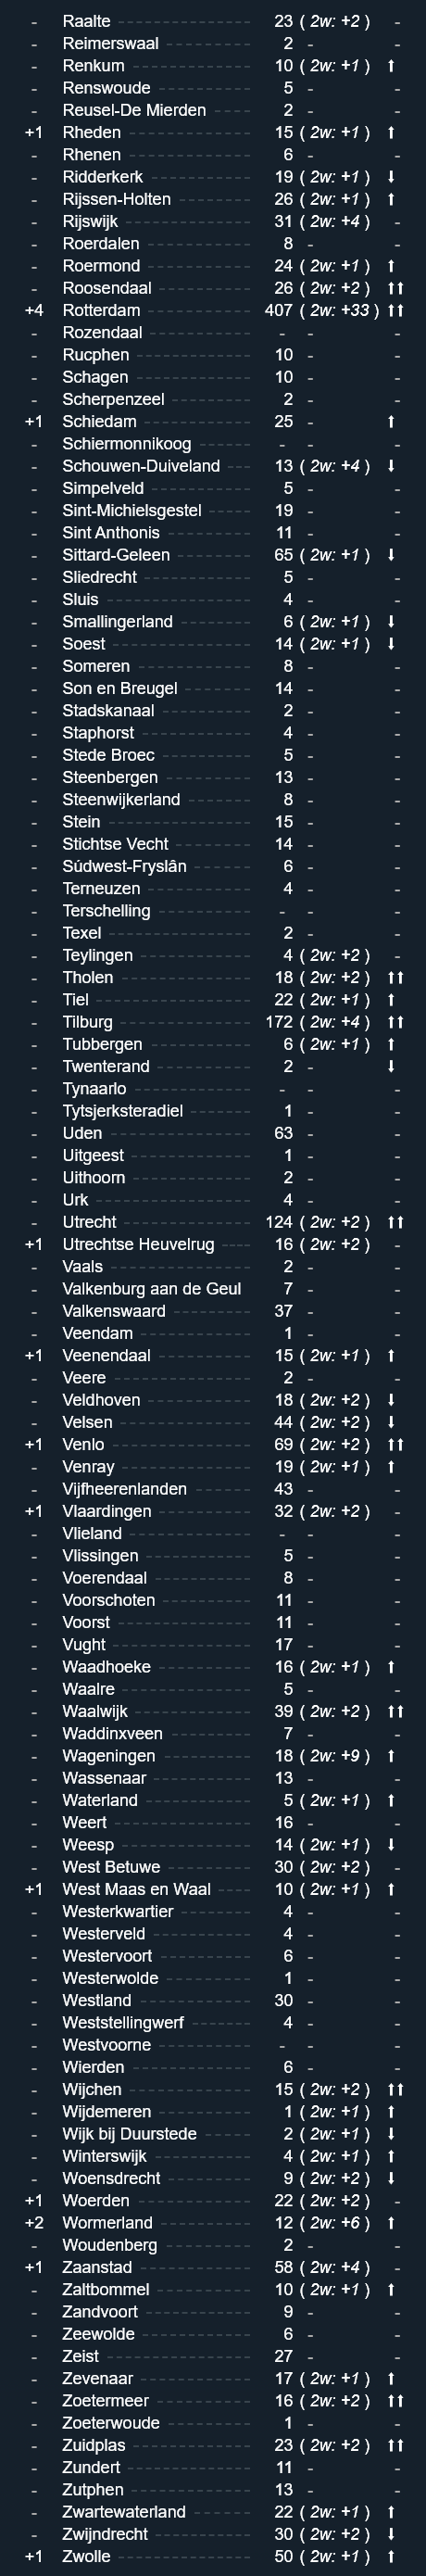 - Raalte 23 ( 2w: +2 ) -
- Reimerswaal 2 - -
- Renkum 10 ( 2w: +1 ) ⬆
- Renswoude 5 - -
- Reusel-De Mierden 2 - -
+1 Rheden 15 ( 2w: +1 ) ⬆
- Rhenen 6 - -
- Ridderkerk 19 ( 2w: +1 ) ⬇
- Rijssen-Holten 26 ( 2w: +1 ) ⬆
- Rijswijk 31 ( 2w: +4 ) -
- Roerdalen 8 - -
- Roermond 24 ( 2w: +1 ) ⬆
- Roosendaal 26 ( 2w: +2 ) ⬆⬆
+4 Rotterdam 407 ( 2w: +33 ) ⬆⬆
- Rozendaal - - -
- Rucphen 10 - -
- Schagen 10 - -
- Scherpenzeel 2 - -
+1 Schiedam 25 - ⬆
- Schiermonnikoog - - -
- Schouwen-Duiveland 13 ( 2w: +4 ) ⬇
- Simpelveld 5 - -
- Sint-Michielsgestel 19 - -
- Sint Anthonis 11 - -
- Sittard-Geleen 65 ( 2w: +1 ) ⬇
- Sliedrecht 5 - -
- Sluis 4 - -
- Smallingerland 6 ( 2w: +1 ) ⬇
- Soest 14 ( 2w: +1 ) ⬇
- Someren 8 - -
- Son en Breugel 14 - -
- Stadskanaal 2 - -
- Staphorst 4 - -
- Stede Broec 5 - -
- Steenbergen 13 - -
- Steenwijkerland 8 - -
- Stein 15 - -
- Stichtse Vecht 14 - -
- Súdwest-Fryslân 6 - -
- Terneuzen 4 - -
- Terschelling - - -
- Texel 2 - -
- Teylingen 4 ( 2w: +2 ) -
- Tholen 18 ( 2w: +2 ) ⬆⬆
- Tiel 22 ( 2w: +1 ) ⬆
- Tilburg 172 ( 2w: +4 ) ⬆⬆
- Tubbergen 6 ( 2w: +1 ) ⬆
- Twenterand 2 - ⬇
- Tynaarlo - - -
- Tytsjerksteradiel 1 - -
- Uden 63 - -
- Uitgeest 1 - -
- Uithoorn 2 - -
- Urk 4 - -
- Utrecht 124 ( 2w: +2 ) ⬆⬆
+1 Utrechtse Heuvelrug 16 ( 2w: +2 ) -
- Vaals 2 - -
- Valkenburg aan de Geul 7 - -
- Valkenswaard 37 - -
- Veendam 1 - -
+1 Veenendaal 15 ( 2w: +1 ) ⬆
- Veere 2 - -
- Veldhoven 18 ( 2w: +2 ) ⬇
- Velsen 44 ( 2w: +2 ) ⬇
+1 Venlo 69 ( 2w: +2 ) ⬆⬆
- Venray 19 ( 2w: +1 ) ⬆
- Vijfheerenlanden 43 - -
+1 Vlaardingen 32 ( 2w: +2 ) -
- Vlieland - - -
- Vlissingen 5 - -
- Voerendaal 8 - -
- Voorschoten 11 - -
- Voorst 11 - -
- Vught 17 - -
- Waadhoeke 16 ( 2w: +1 ) ⬆
- Waalre 5 - -
- Waalwijk 39 ( 2w: +2 ) ⬆⬆
- Waddinxveen 7 - -
- Wageningen 18 ( 2w: +9 ) ⬆
- Wassenaar 13 - -
- Waterland 5 ( 2w: +1 ) ⬆
- Weert 16 - -
- Weesp 14 ( 2w: +1 ) ⬇
- West Betuwe 30 ( 2w: +2 ) -
+1 West Maas en Waal 10 ( 2w: +1 ) ⬆
- Westerkwartier 4 - -
- Westerveld 4 - -
- Westervoort 6 - -
- Westerwolde 1 - -
- Westland 30 - -
- Weststellingwerf 4 - -
- Westvoorne - - -
- Wierden 6 - -
- Wijchen 15 ( 2w: +2 ) ⬆⬆
- Wijdemeren 1 ( 2w: +1 ) ⬆
- Wijk bij Duurstede 2 ( 2w: +1 ) ⬇
- Winterswijk 4 ( 2w: +1 ) ⬆
- Woensdrecht 9 ( 2w: +2 ) ⬇
+1 Woerden 22 ( 2w: +2 ) -
+2 Wormerland 12 ( 2w: +6 ) ⬆
- Woudenberg 2 - -
+1 Zaanstad 58 ( 2w: +4 ) -
- Zaltbommel 10 ( 2w: +1 ) ⬆
- Zandvoort 9 - -
- Zeewolde 6 - -
- Zeist 27 - -
- Zevenaar 17 ( 2w: +1 ) ⬆
- Zoetermeer 16 ( 2w: +2 ) ⬆⬆
- Zoeterwoude 1 - -
- Zuidplas 23 ( 2w: +2 ) ⬆⬆
- Zundert 11 - -
- Zutphen 13 - -
- Zwartewaterland 22 ( 2w: +1 ) ⬆
- Zwijndrecht 30 ( 2w: +2 ) ⬇
+1 Zwolle 50 ( 2w: +1 ) ⬆